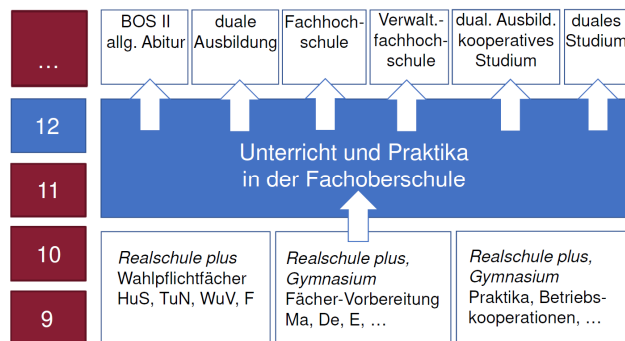 ...
BOS II
allg. Abitur
duale
Ausbildung
Fachhoch-
schule
Verwalt.-
fachhoch-
schule
dual. Ausbild.
kooperatives
Studium
duales
Studium
12
11
Unterricht und Praktika
in der Fachoberschule
10
9
Realschule plus
Wahlpflichtfächer
HuS, TuN, WuV, F
Realschule plus,
Gymnasium
Fächer-Vorbereitung
Ma, De, E, ...
Realschule plus,
Gymnasium
Praktika, Betriebs-
kooperationen, ...